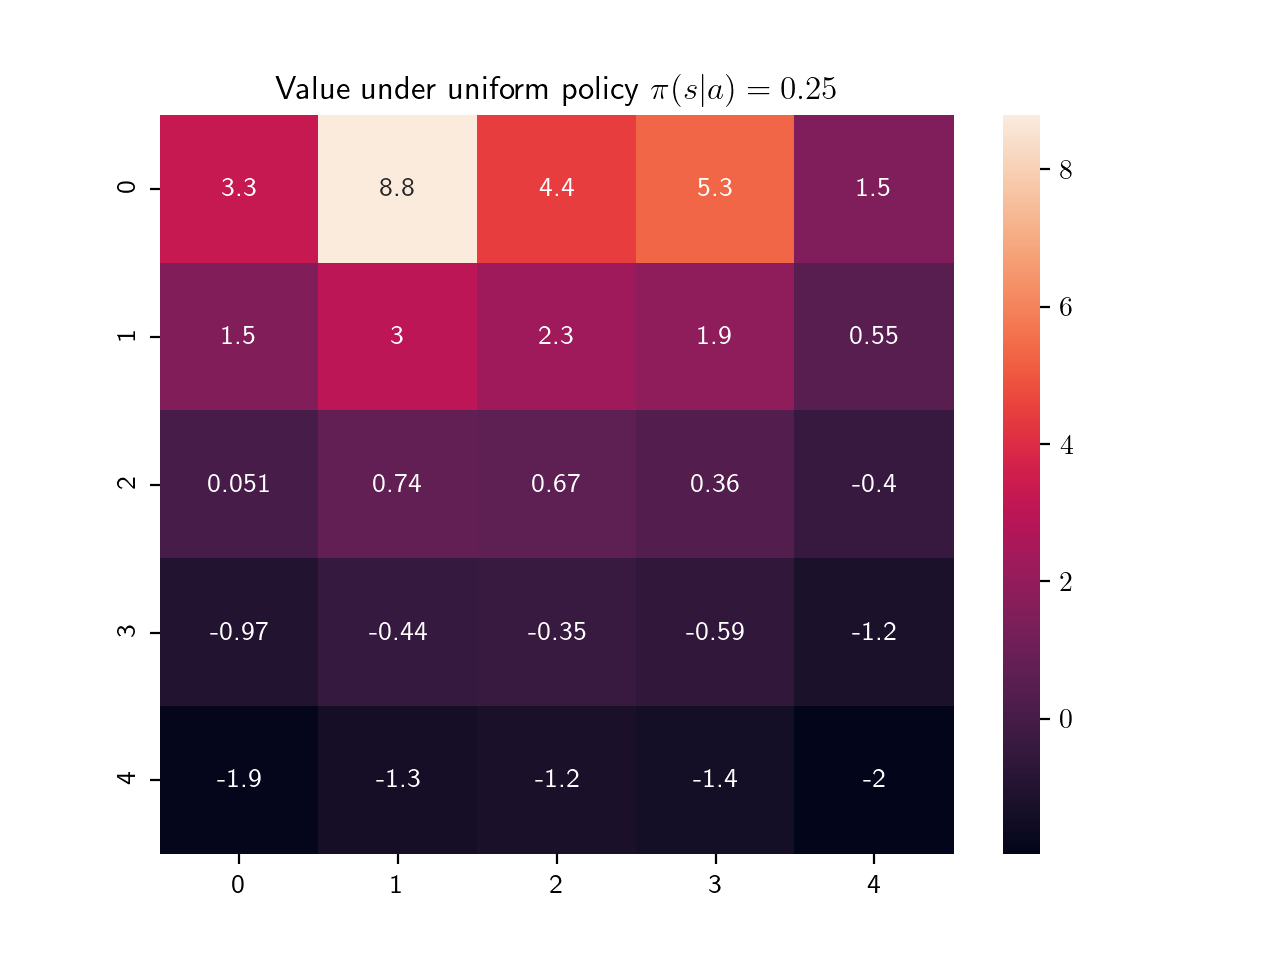 Value under uniform policy π(s|a) = 0.25
0 3.3 8.8 4.4 5.3 1.5 8
1 1.5 3 2.3 1.9 0.55 6
2 0.051 0.74 0.67 0.36 -0.4 4
3 -0.97 -0.44 -0.35 -0.59 -1.2 2
4 -1.9 -1.3 -1.2 -1.4 -2 0
0 1 2 3 4